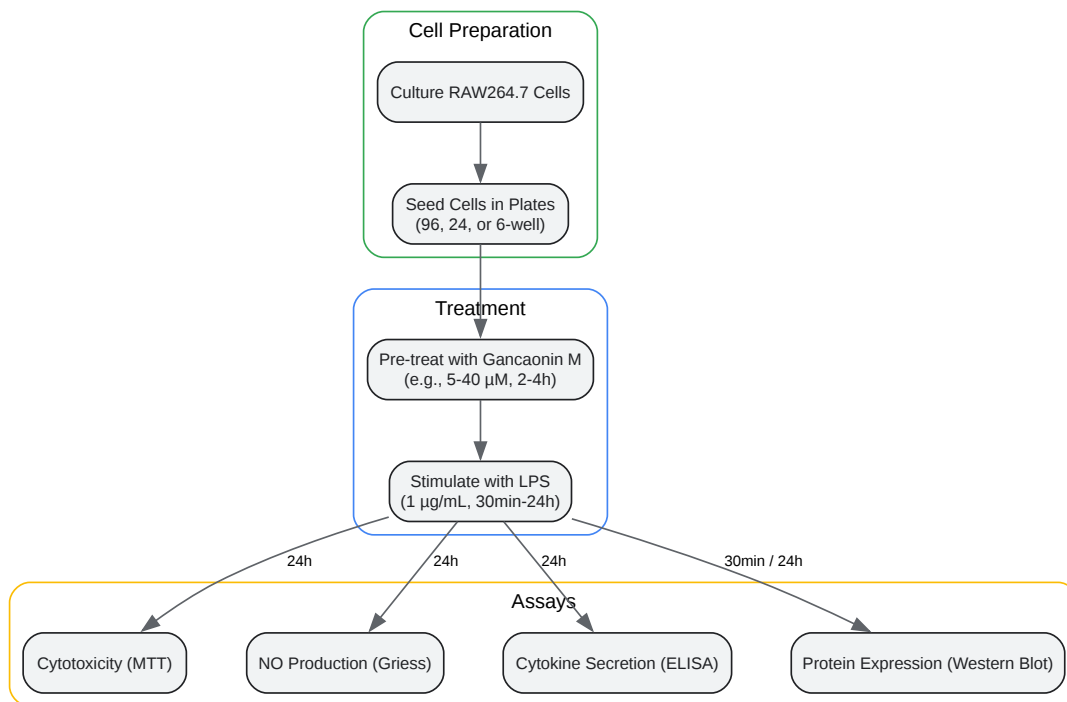 Cell Preparation
Culture RAW264.7 Cells
Seed Cells in Plates
(96, 24, or 6-well)
Treatment
Pre-treat with Gancaonin M
(e.g., 5-40 µM, 2-4h)
Stimulate with LPS
(1 µg/mL, 30min-24h)
24h
24h
24h
30min / 24h
Assays
Cytotoxicity (MTT)
NO Production (Griess)
Cytokine Secretion (ELISA)
Protein Expression (Western Blot)